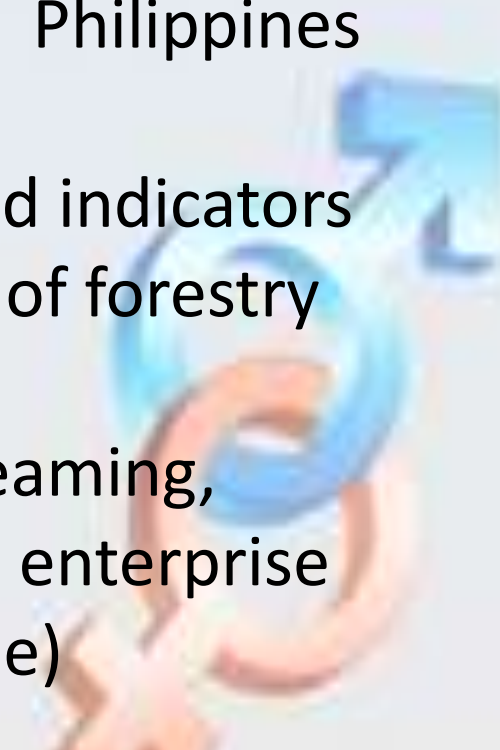 Philippines
d indicators
of forestry
eaming,
enterprise
e)